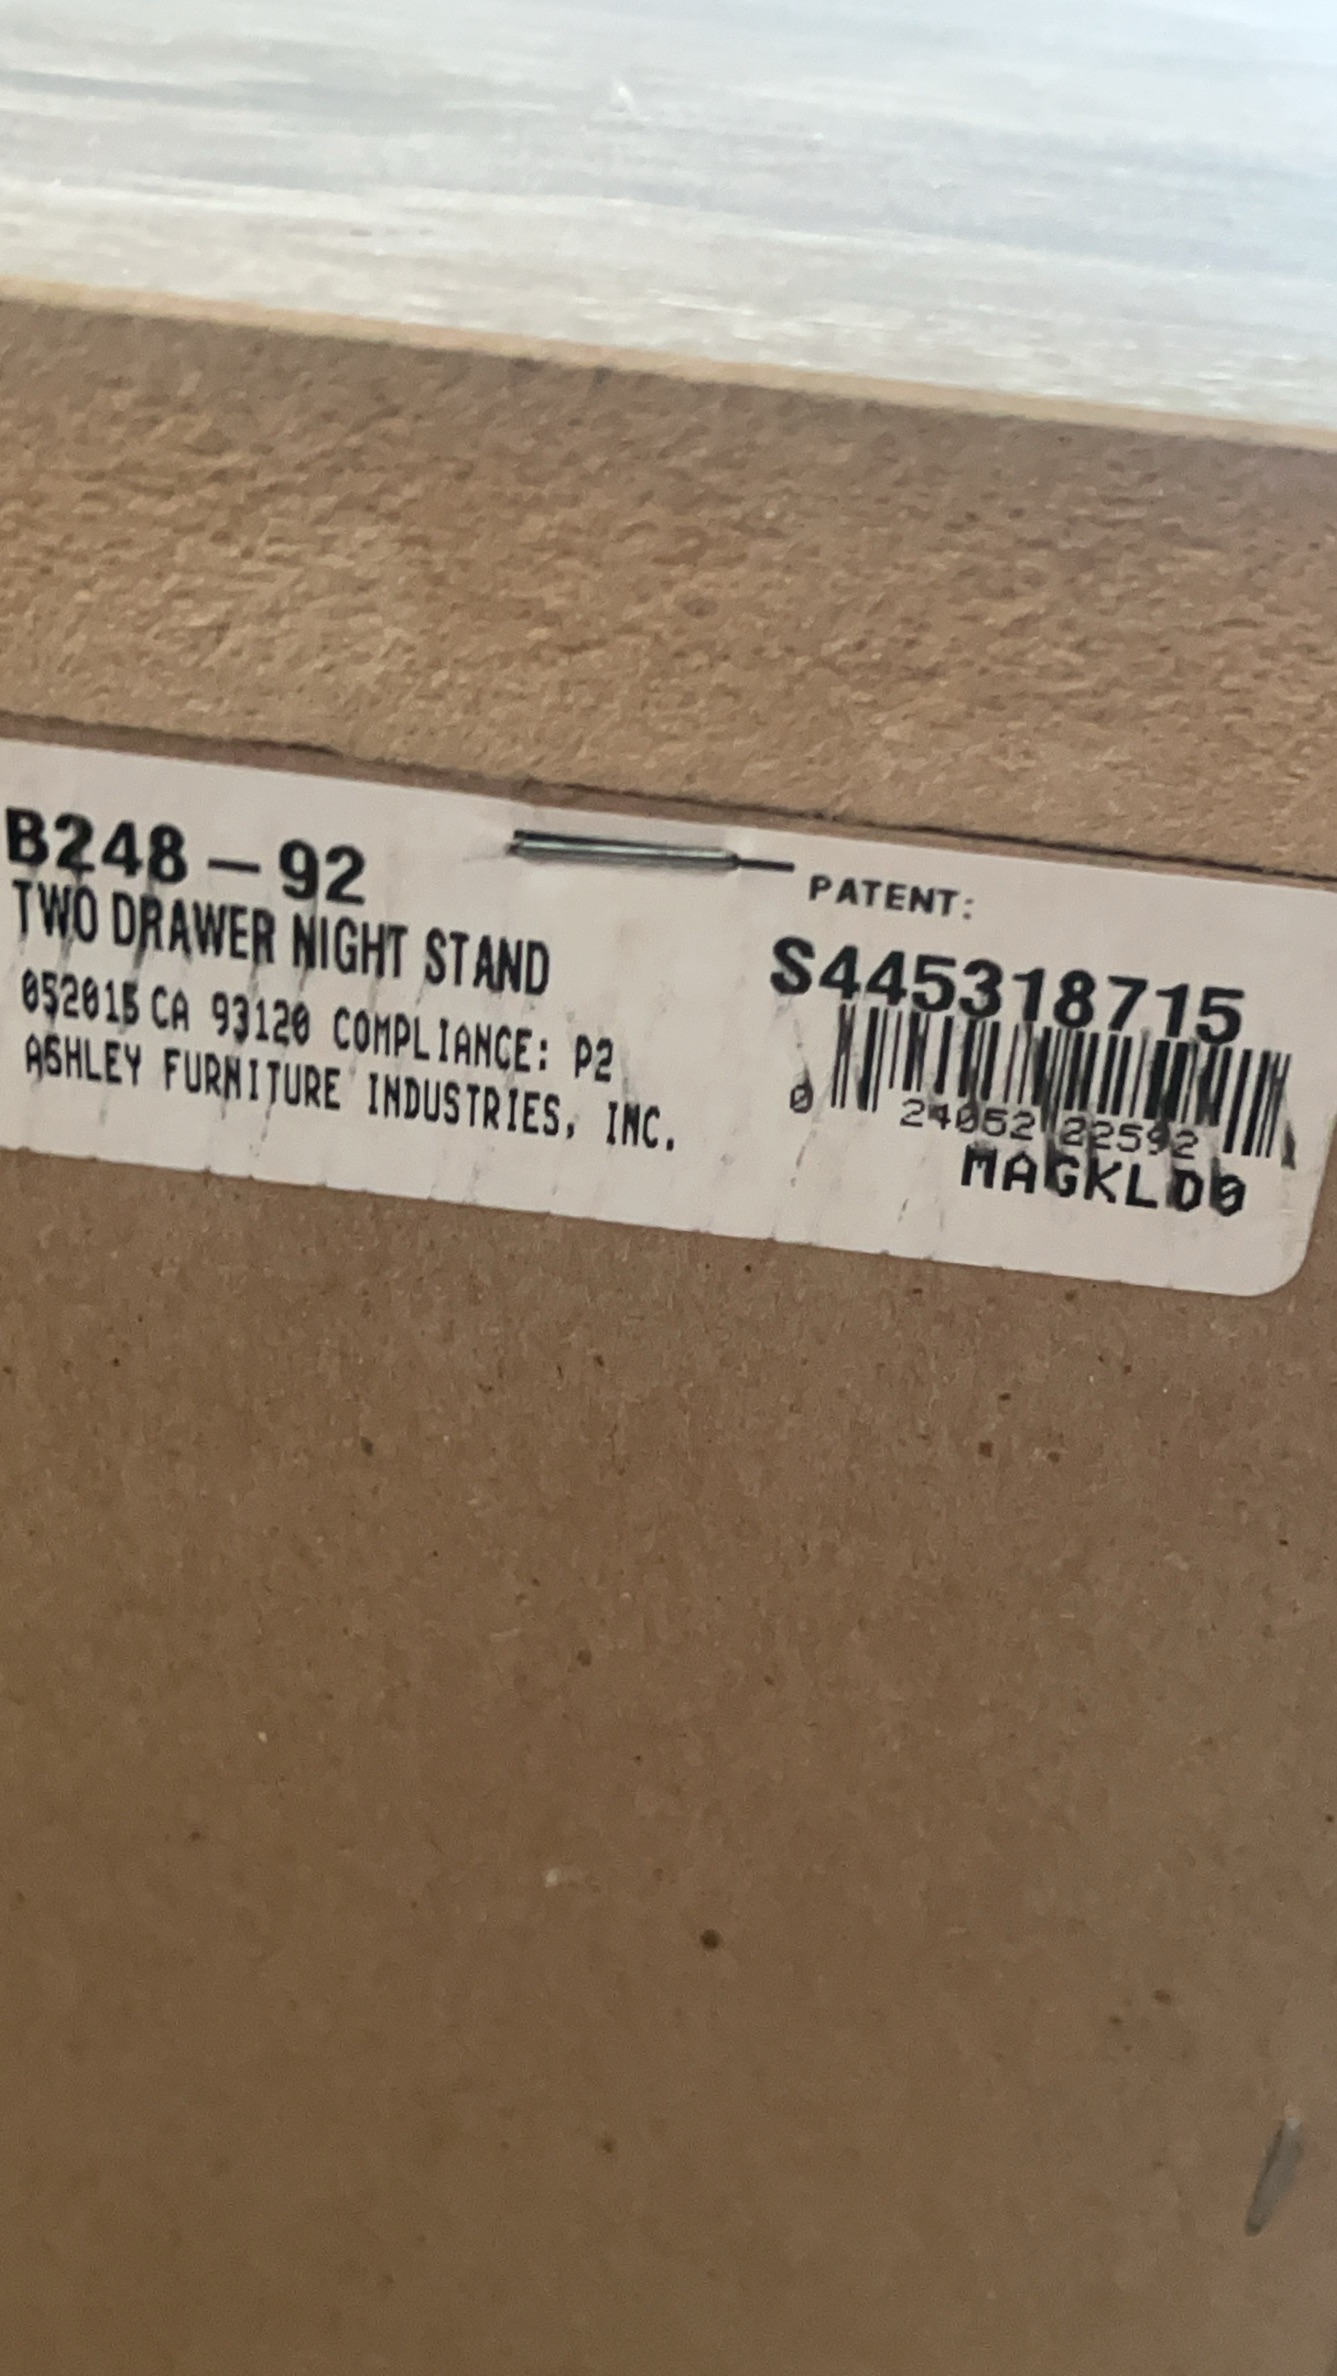 B248-92
TWO DRAWER NIGHT STAND
052015 CA 93120 COMPLIANCE: P2
ASHLEY FURNITURE INDUSTRIES, INC.
PATENT:
S445318715
0 24052 22592
MAGKLD0